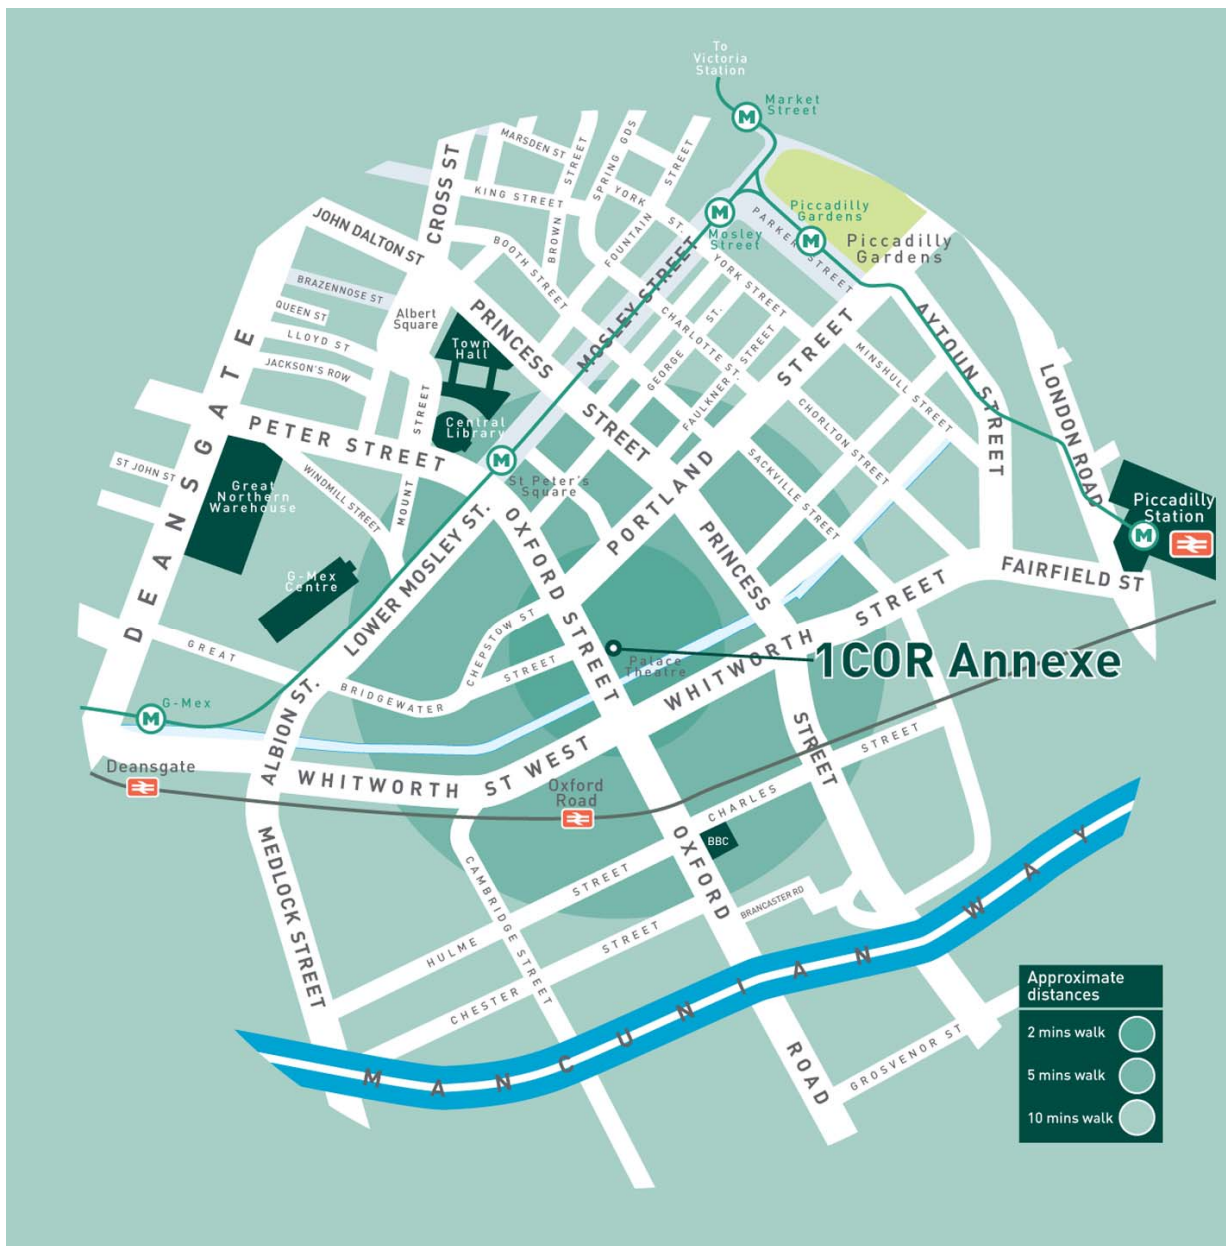 To
Victoria
Station
Market
Street
MARSDEN ST
STREET
SPRING GDS
STREET
CROSS ST
KING STREET
YORK
ST.
BROWN
FOUNTAIN
Piccadilly
Gardens
JOHN DALTON ST
BOOTH STREET
Mosley
Street
PARKER STREET
Piccadilly
Gardens
MOSLEY STREET
YORK STREET
BRAZENNOSE ST
QUEEN ST
Albert
Square
PRINCESS
STREET
CHARLOTTE ST.
GEORGE
ST.
FAULKNER STREET
STREET
MINSHULL STREET
AYTOUN STREET
LONDON ROAD
LLOYD ST
JACKSON'S ROW
Town
Hall
DEANSGATE
PETER STREET
MOUNT STREET
Central
Library
CHORLTON STREET
SACKVILLE STREET
PORTLAND
ST JOHN ST
Great
Northern
Warehouse
WINDMILL STREET
St Peter's
Square
Piccadilly
Station
OXFORD STREET
PRINCESS
STREET
G-Mex
Centre
LOWER MOSLEY ST.
FAIRFIELD ST
WHITWORTH STREET
GREAT
BRIDGEWATER
STREET
CHEPSTOW ST
Palace
Theatre
1COR Annexe
G-Mex
ALBION ST.
Deansgate
WHITWORTH ST WEST
Oxford
Road
CHARLES
STREET
BBC
MEDLOCK STREET
CAMBRIDGE STREET
OXFORD
ROAD
HULME
STREET
CHESTER
STREET
BRANCASTER RD
MANCUNIAN WAY
GROSVENOR ST
Approximate
distances
2 mins walk
5 mins walk
10 mins walk